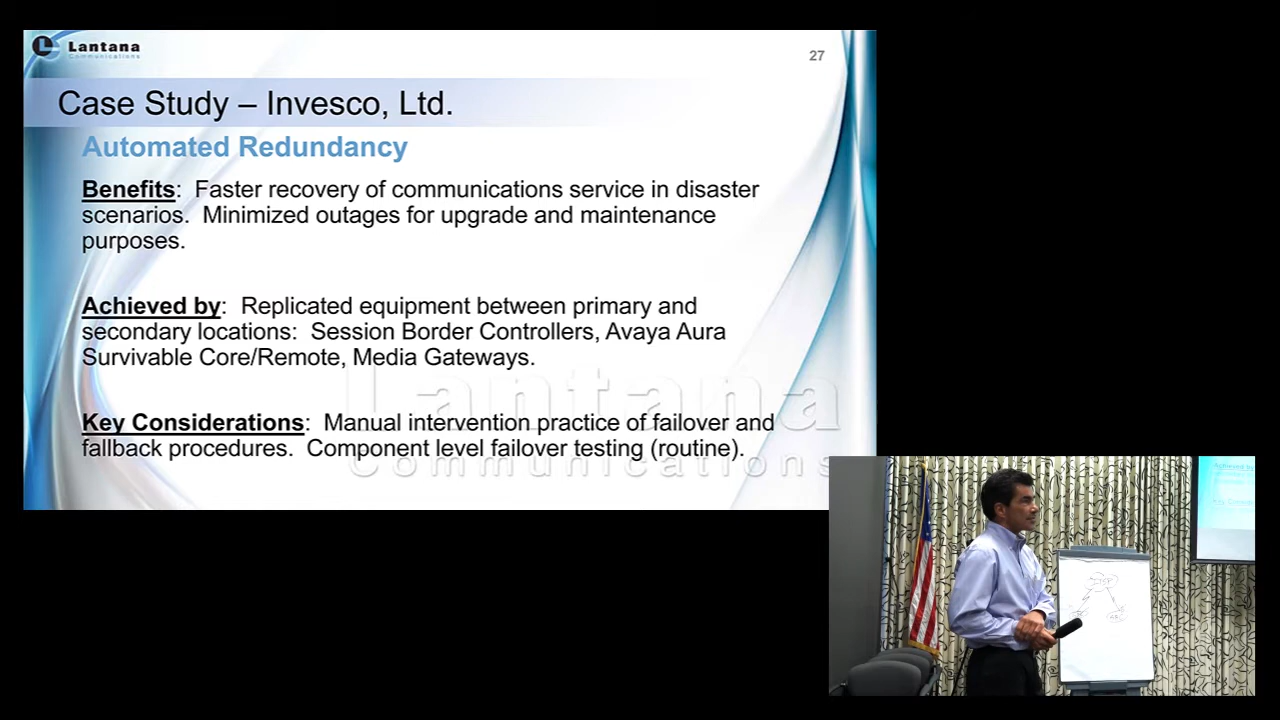 Lantana
Communications
27
Case Study – Invesco, Ltd.
Automated Redundancy
Benefits: Faster recovery of communications service in disaster
scenarios. Minimized outages for upgrade and maintenance
purposes.
Achieved by: Replicated equipment between primary and
secondary locations: Session Border Controllers, Avaya Aura
Survivable Core/Remote, Media Gateways.
Key Considerations: Manual intervention practice of failover and
fallback procedures. Component level failover testing (routine).
Lantana
Communications
Achieved by